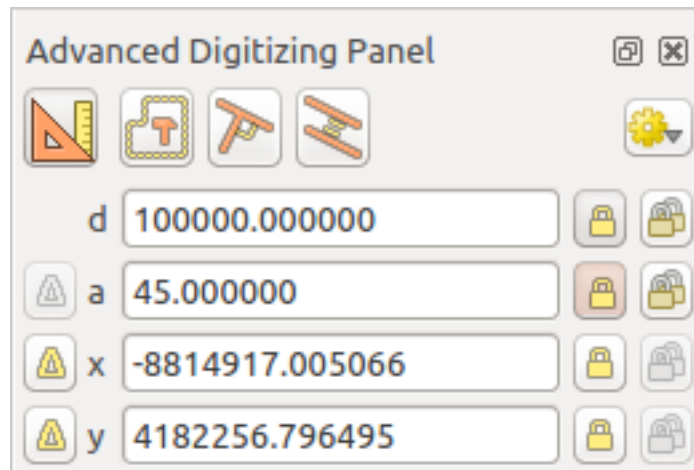 Advanced Digitizing Panel
d 100000.000000
a 45.000000
x -8814917.005066
y 4182256.796495